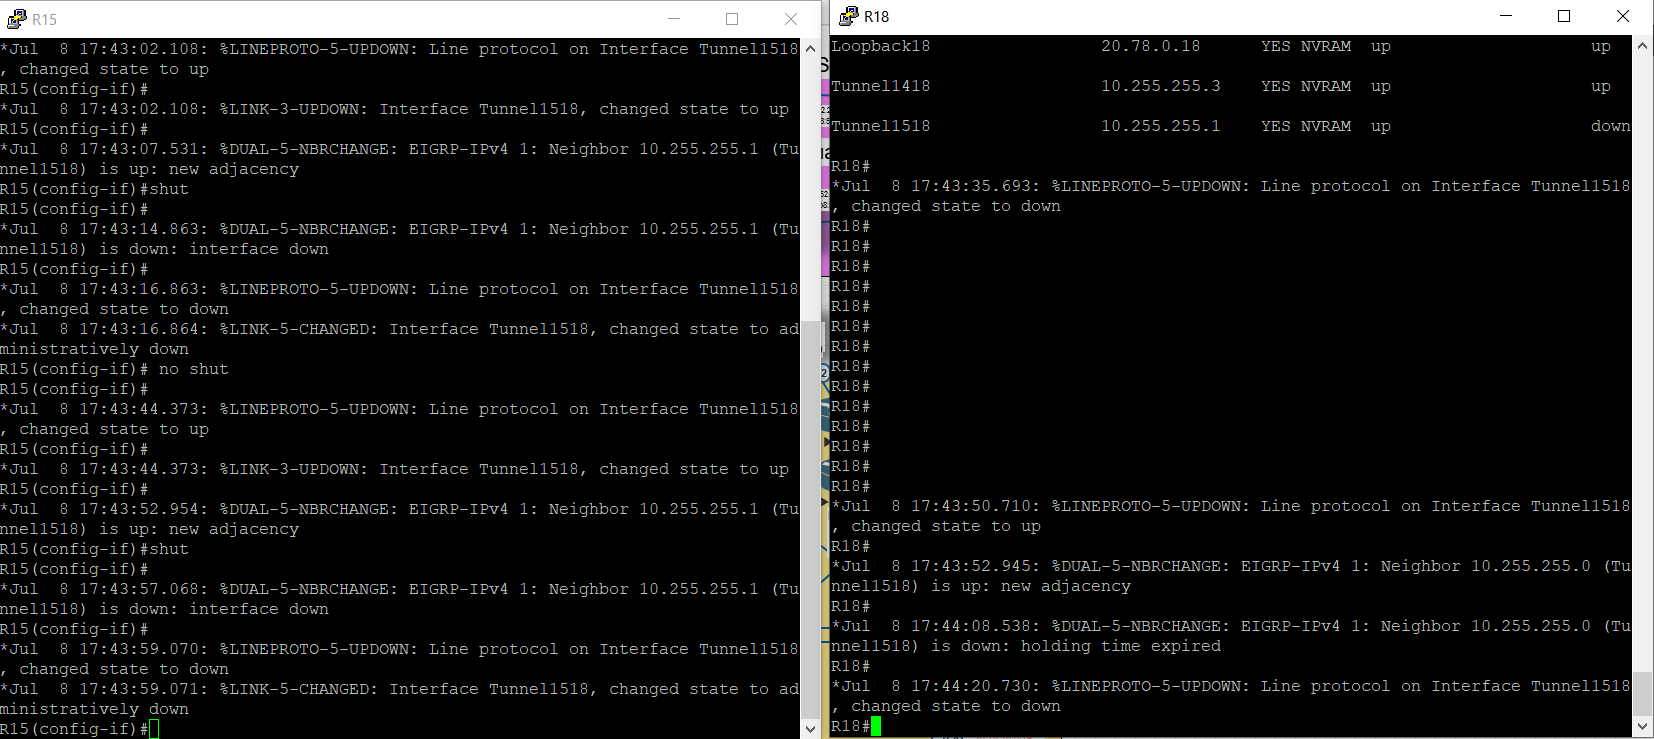 R15
*Jul  8 17:43:02.108: %LINEPROTO-5-UPDOWN: Line protocol on Interface Tunnel1518
, changed state to up
R15(config-if)#
*Jul  8 17:43:02.108: %LINK-3-UPDOWN: Interface Tunnel1518, changed state to up
R15(config-if)#
*Jul  8 17:43:07.531: %DUAL-5-NBRCHANGE: EIGRP-IPv4 1: Neighbor 10.255.255.1 (Tu
nnel1518) is up: new adjacency
R15(config-if)#shut
R15(config-if)#
*Jul  8 17:43:14.863: %DUAL-5-NBRCHANGE: EIGRP-IPv4 1: Neighbor 10.255.255.1 (Tu
nnel1518) is down: interface down
R15(config-if)#
*Jul  8 17:43:16.863: %LINEPROTO-5-UPDOWN: Line protocol on Interface Tunnel1518
, changed state to down
*Jul  8 17:43:16.864: %LINK-5-CHANGED: Interface Tunnel1518, changed state to ad
ministratively down
R15(config-if)# no shut
R15(config-if)#
*Jul  8 17:43:44.373: %LINEPROTO-5-UPDOWN: Line protocol on Interface Tunnel1518
, changed state to up
R15(config-if)#
*Jul  8 17:43:44.373: %LINK-3-UPDOWN: Interface Tunnel1518, changed state to up
R15(config-if)#
*Jul  8 17:43:52.954: %DUAL-5-NBRCHANGE: EIGRP-IPv4 1: Neighbor 10.255.255.1 (Tu
nnel1518) is up: new adjacency
R15(config-if)#shut
R15(config-if)#
*Jul  8 17:43:57.068: %DUAL-5-NBRCHANGE: EIGRP-IPv4 1: Neighbor 10.255.255.1 (Tu
nnel1518) is down: interface down
R15(config-if)#
*Jul  8 17:43:59.070: %LINEPROTO-5-UPDOWN: Line protocol on Interface Tunnel1518
, changed state to down
*Jul  8 17:43:59.071: %LINK-5-CHANGED: Interface Tunnel1518, changed state to ad
ministratively down
R15(config-if)#
R18
Loopback18                 20.78.0.18      YES NVRAM  up                    up
Tunnel1418                 10.255.255.3    YES NVRAM  up                    up
Tunnel1518                 10.255.255.1    YES NVRAM  up                    down
R18#
*Jul  8 17:43:35.693: %LINEPROTO-5-UPDOWN: Line protocol on Interface Tunnel1518
, changed state to down
R18#
R18#
R18#
R18#
R18#
R18#
R18#
R18#
R18#
R18#
R18#
R18#
R18#
R18#
*Jul  8 17:43:50.710: %LINEPROTO-5-UPDOWN: Line protocol on Interface Tunnel1518
, changed state to up
R18#
*Jul  8 17:43:52.945: %DUAL-5-NBRCHANGE: EIGRP-IPv4 1: Neighbor 10.255.255.0 (Tu
nnel1518) is up: new adjacency
R18#
*Jul  8 17:44:08.538: %DUAL-5-NBRCHANGE: EIGRP-IPv4 1: Neighbor 10.255.255.0 (Tu
nnel1518) is down: holding time expired
R18#
*Jul  8 17:44:20.730: %LINEPROTO-5-UPDOWN: Line protocol on Interface Tunnel1518
, changed state to down
R18#